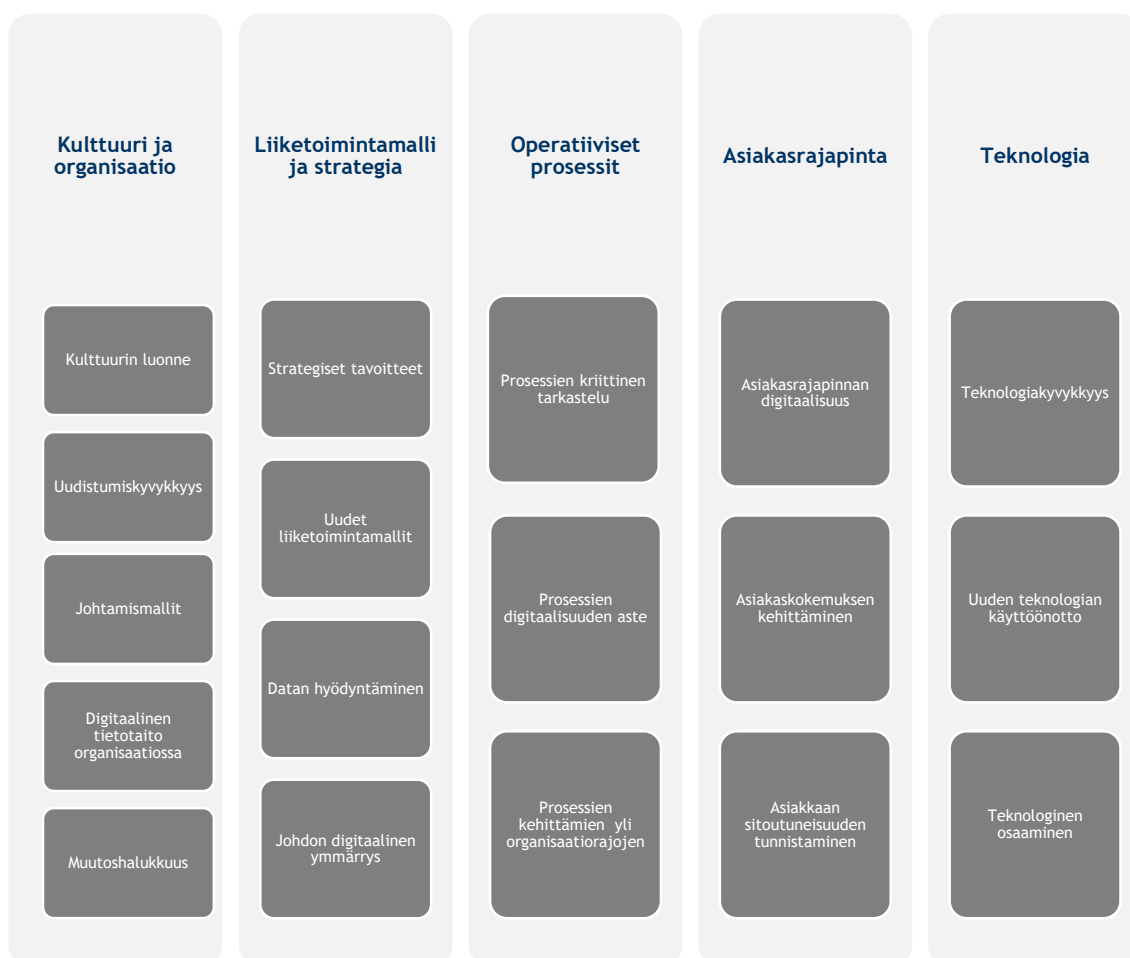 Kulttuuri ja
organisaatio
Kulttuurin luonne
Uudistumiskyvykkyys
Johtamismallit
Digitaalinen
tietotaito
organisaatiossa
Muutoshalukkuus
Liiketoimintamalli
ja strategia
Strategiset tavoitteet
Uudet
liiketoimintamallit
Datan hyödyntäminen
Johdon digitaalinen
ymmärrys
Operatiiviset
prosessit
Prosessien kriittinen
tarkastelu
Prosessien
digitaalisuuden aste
Prosessien
kehittämien  yli
organisaatiorajojen
Asiakasrajapinta
Asiakasrajapinnan
digitaalisuus
Asiakaskokemuksen
kehittäminen
Asiakkaan
sitoutuneisuuden
tunnistaminen
Teknologia
Teknologiakyvykkyys
Uuden teknologian
käyttöönotto
Teknologinen
osaaminen